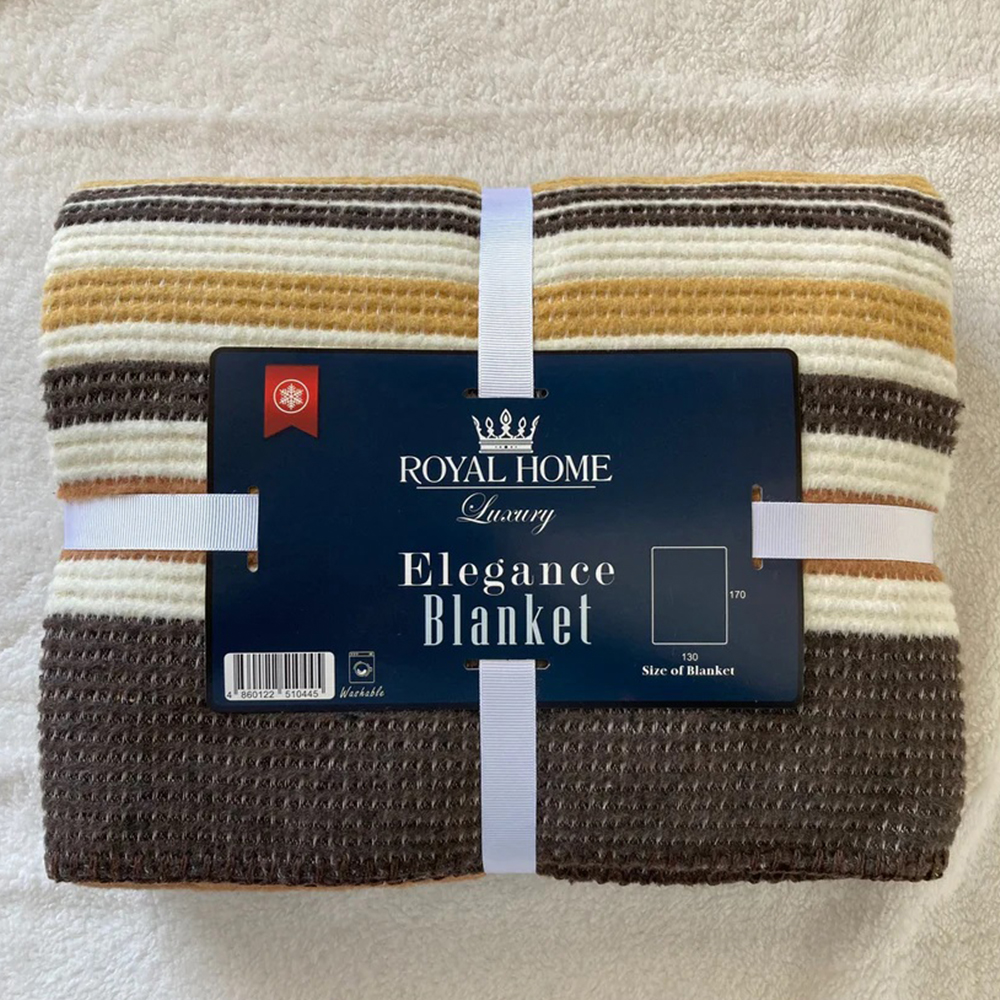 ROYAL HOME
Luxury
Elegance
Blanket
170
130
Size of Blanket
4 860122 510445
Washable